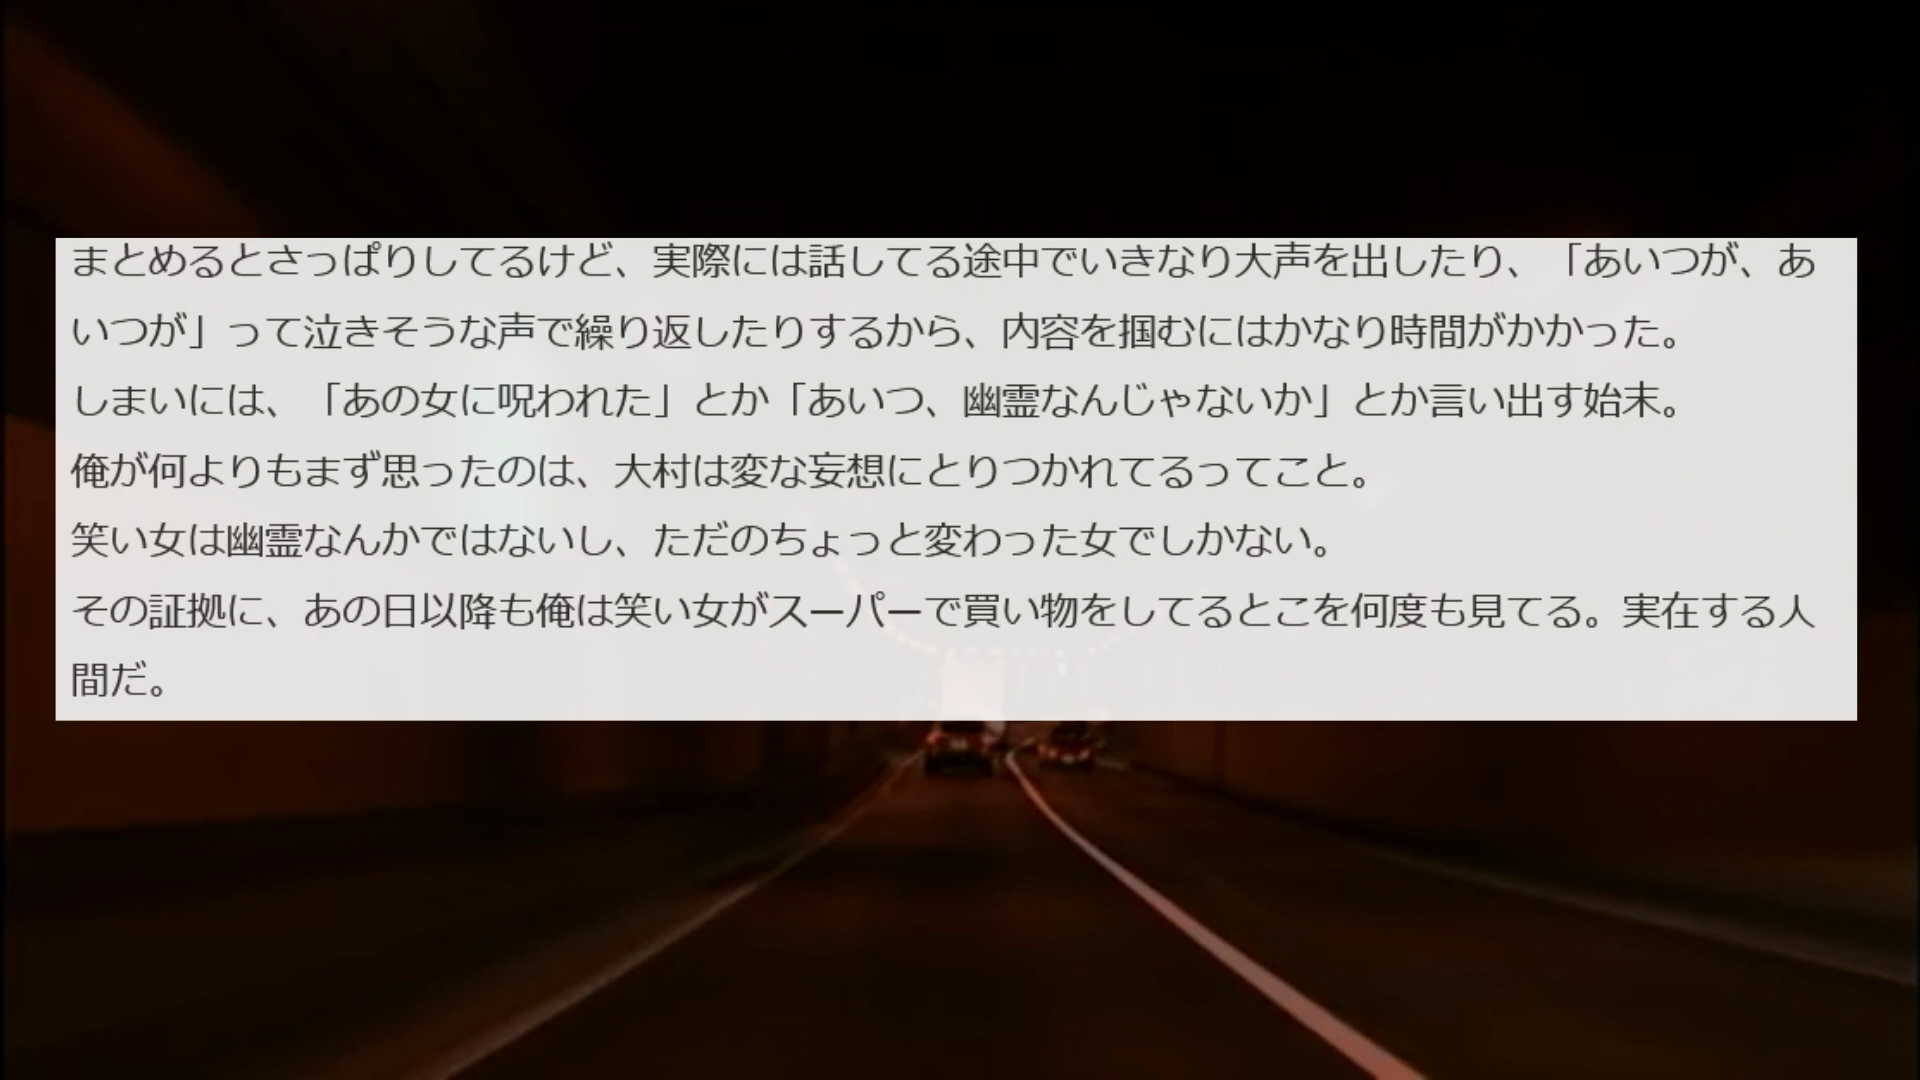 まとめるとさっぱりしてるけど、実際には話してる途中でいきなり大声を出したり、「あいつが、あ
いつが」って泣きそうな声で繰り返したりするから、内容を掴むにはかなり時間がかかった。
しまいには、「あの女に呪われた」とか「あいつ、幽霊なんじゃないか」とか言い出す始末。
俺が何よりもまず思ったのは、大村は変な妄想にとりつかれてるってこと。
笑い女は幽霊なんかではないし、ただのちょっと変わった女でしかない。
その証拠に、あの日以降も俺は笑い女がスーパーで買い物をしてるとこを何度も見てる。実在する人
間だ。